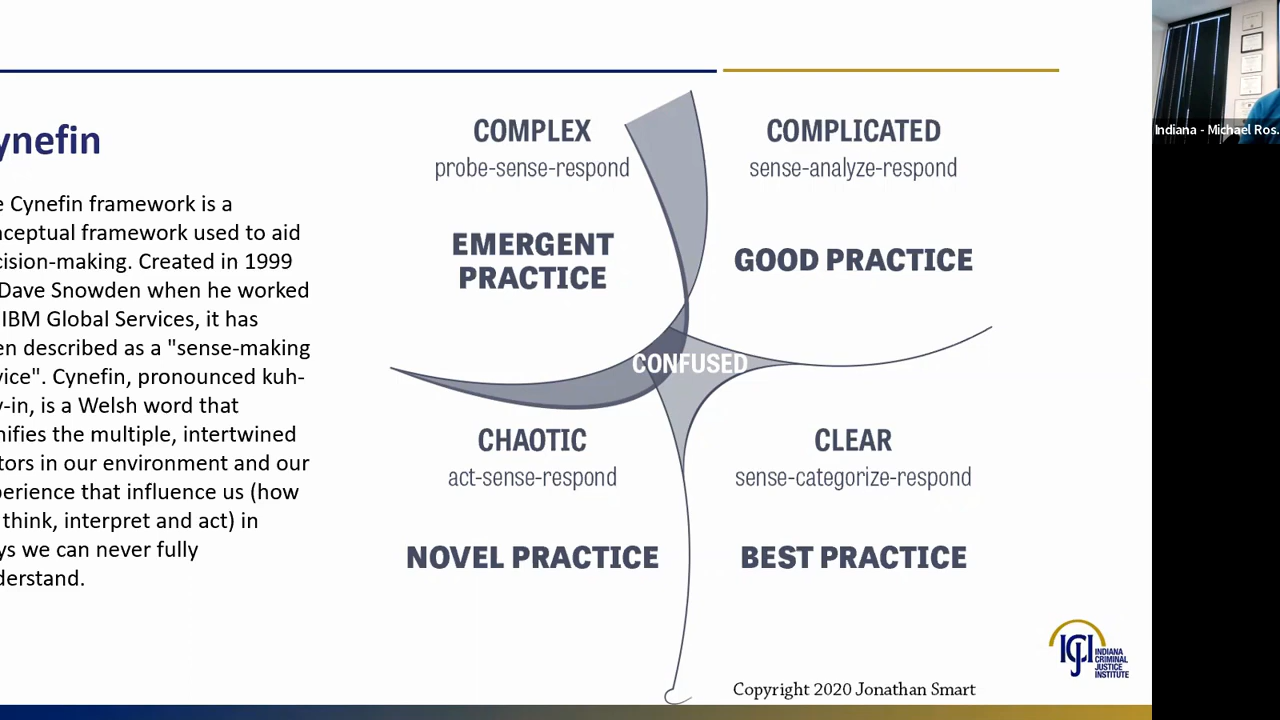 ynefin
e Cynefin framework is a
nceptual framework used to aid
cision-making. Created in 1999
Dave Snowden when he worked
IBM Global Services, it has
en described as a "sense-making
vice". Cynefin, pronounced kuh-
y-in, is a Welsh word that
nifies the multiple, intertwined
tors in our environment and our
perience that influence us (how
think, interpret and act) in
ys we can never fully
derstand.
COMPLEX
probe-sense-respond
EMERGENT
PRACTICE
COMPLICATED
sense-analyze-respond
GOOD PRACTICE
CONFUSED
CHAOTIC
act-sense-respond
NOVEL PRACTICE
CLEAR
sense-categorize-respond
BEST PRACTICE
ICJI
INDIANA
CRIMINAL
JUSTICE
INSTITUTE
Copyright 2020 Jonathan Smart
Indiana - Michael Ros...